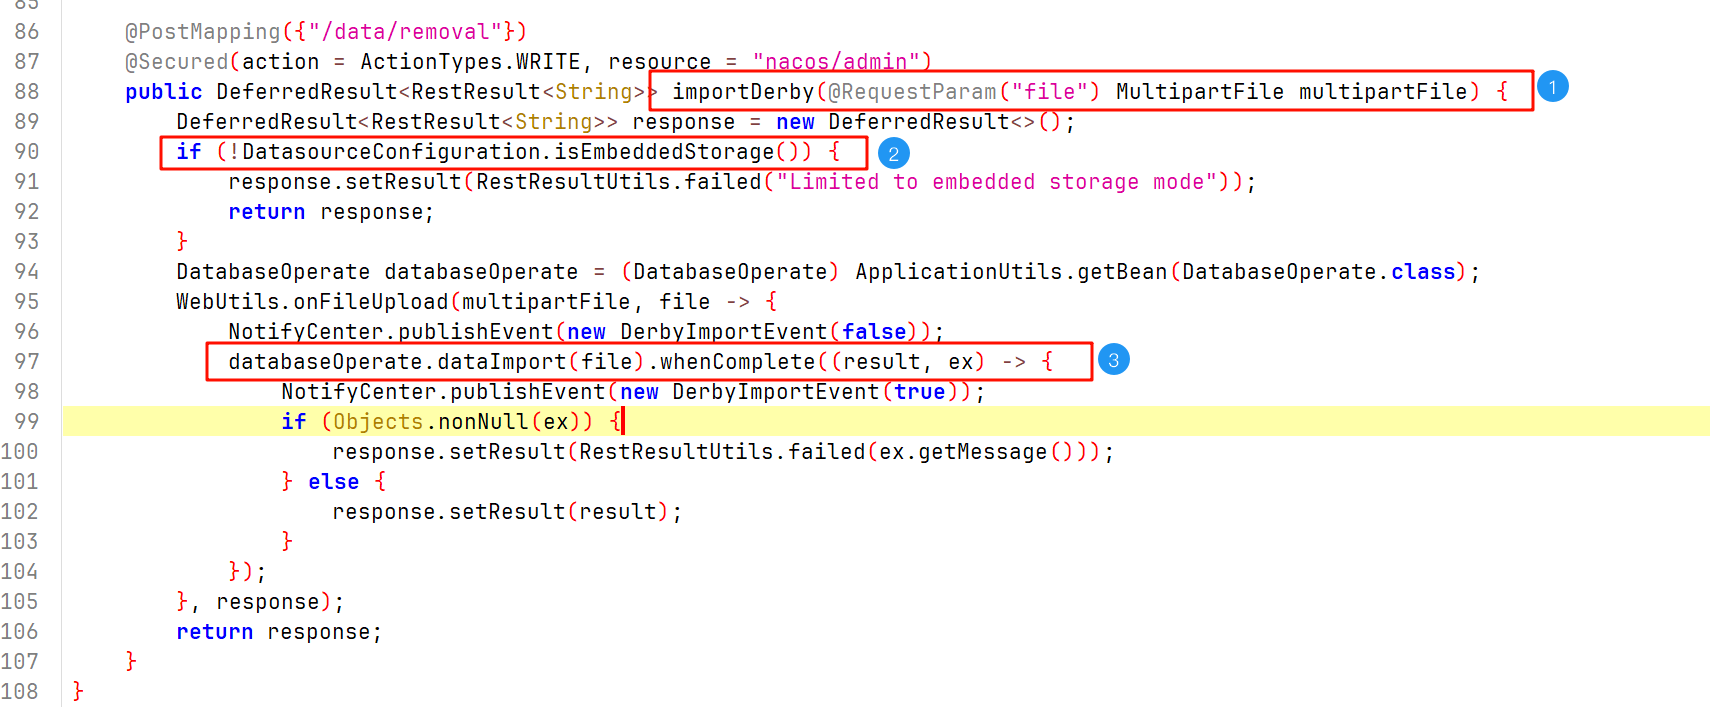 85
86 @PostMapping({"/data/removal"})
87 @Secured(action = ActionTypes.WRITE, resource = "nacos/admin")
88 public DeferredResult<RestResult<String>> importDerby(@RequestParam("file") MultipartFile multipartFile) { 1
89 DeferredResult<RestResult<String>> response = new DeferredResult<>();
90 if (!DatasourceConfiguration.isEmbeddedStorage()) { 2
91 response.setResult(RestResultUtils.failed("Limited to embedded storage mode"));
92 return response;
93 }
94 DatabaseOperate databaseOperate = (DatabaseOperate) ApplicationUtils.getBean(DatabaseOperate.class);
95 WebUtils.onFileUpload(multipartFile, file -> {
96 NotifyCenter.publishEvent(new DerbyImportEvent(false));
97 databaseOperate.dataImport(file).whenComplete((result, ex) -> { 3
98 NotifyCenter.publishEvent(new DerbyImportEvent(true));
99 if (Objects.nonNull(ex)) {
100 response.setResult(RestResultUtils.failed(ex.getMessage()));
101 } else {
102 response.setResult(result);
103 }
104 });
105 }, response);
106 return response;
107 }
108 }